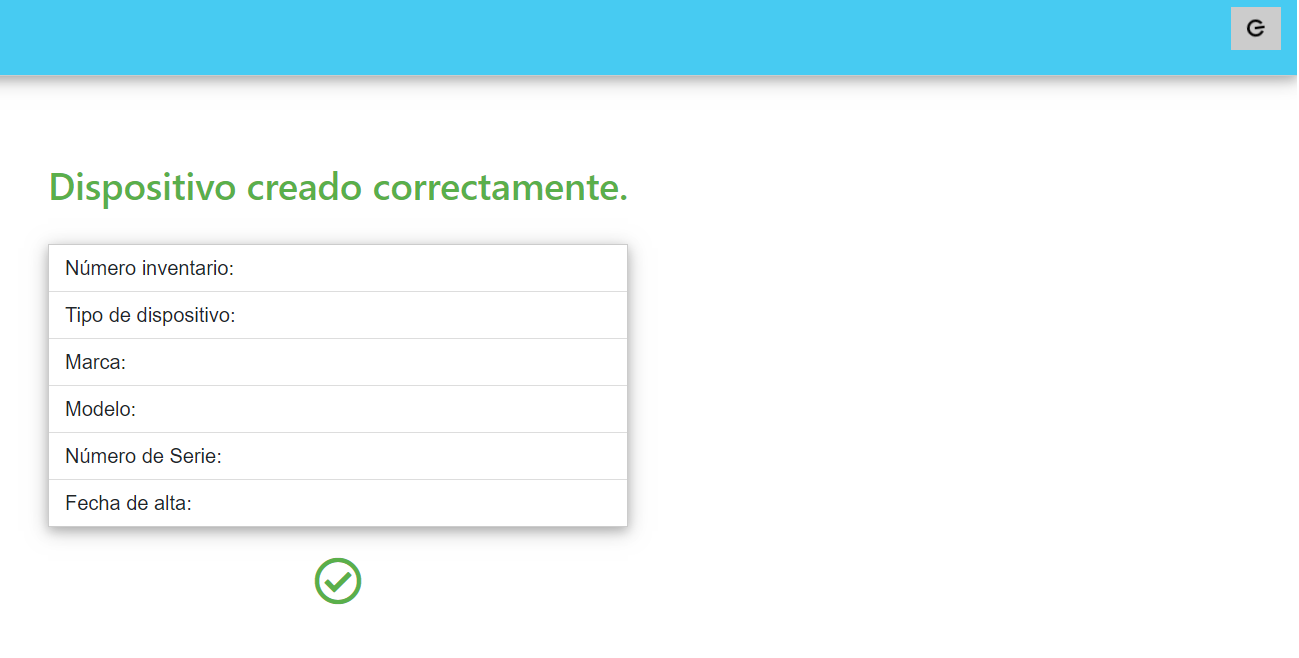 Dispositivo creado correctamente.
Número inventario:
Tipo de dispositivo:
Marca:
Modelo:
Número de Serie:
Fecha de alta: